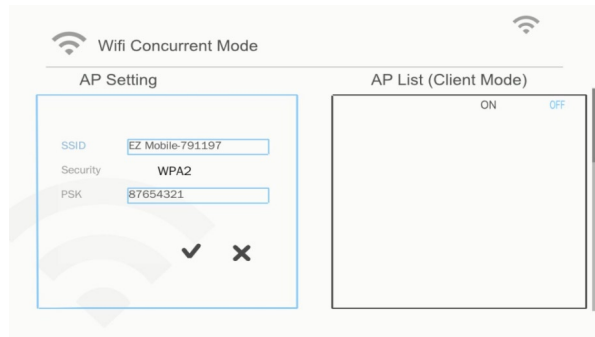 Wifi Concurrent Mode
AP Setting
AP List (Client Mode)
ON OFF
SSID EZ Mobile-791197
Security WPA2
PSK 87654321